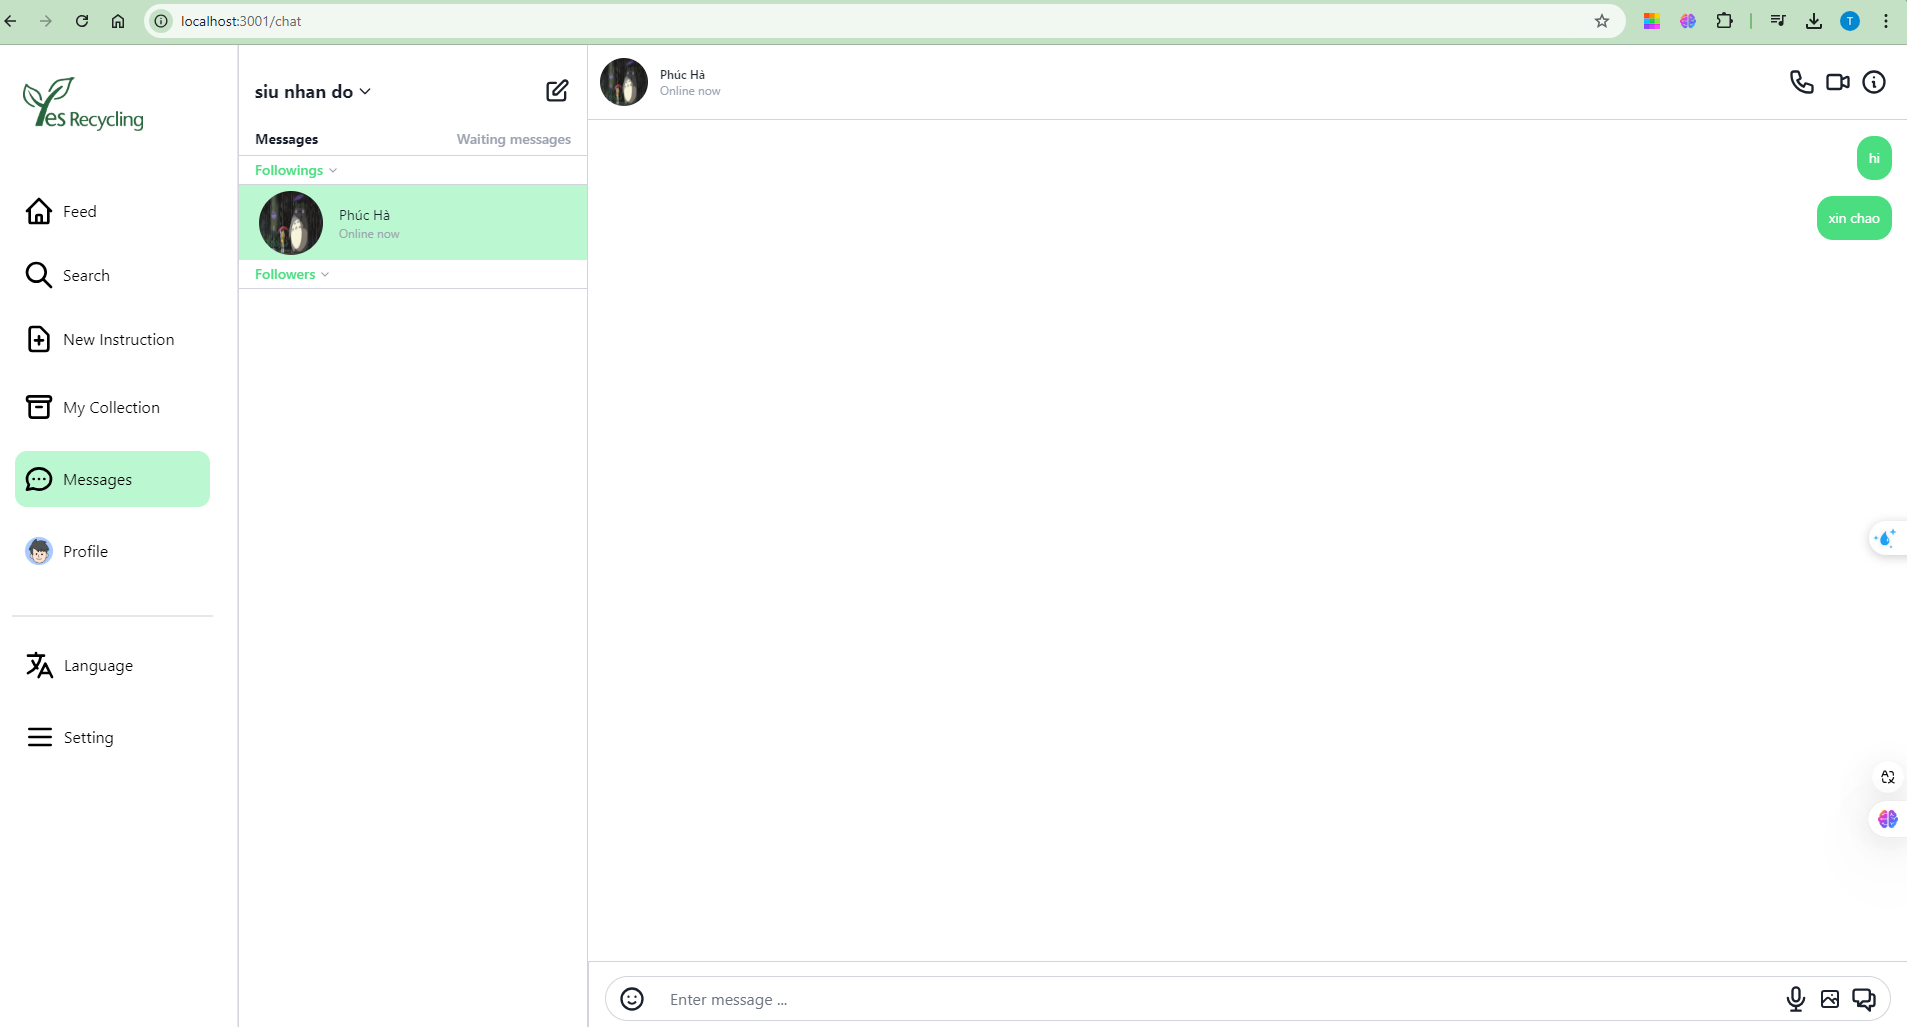 localhost:3001/chat
T
Yes Recycling
Feed
Search
New Instruction
My Collection
Messages
Profile
Language
Setting
siu nhan do
Messages
Waiting messages
Followings
Phúc Hà
Online now
Followers
Phúc Hà
Online now
hi
xin chao
Enter message ...